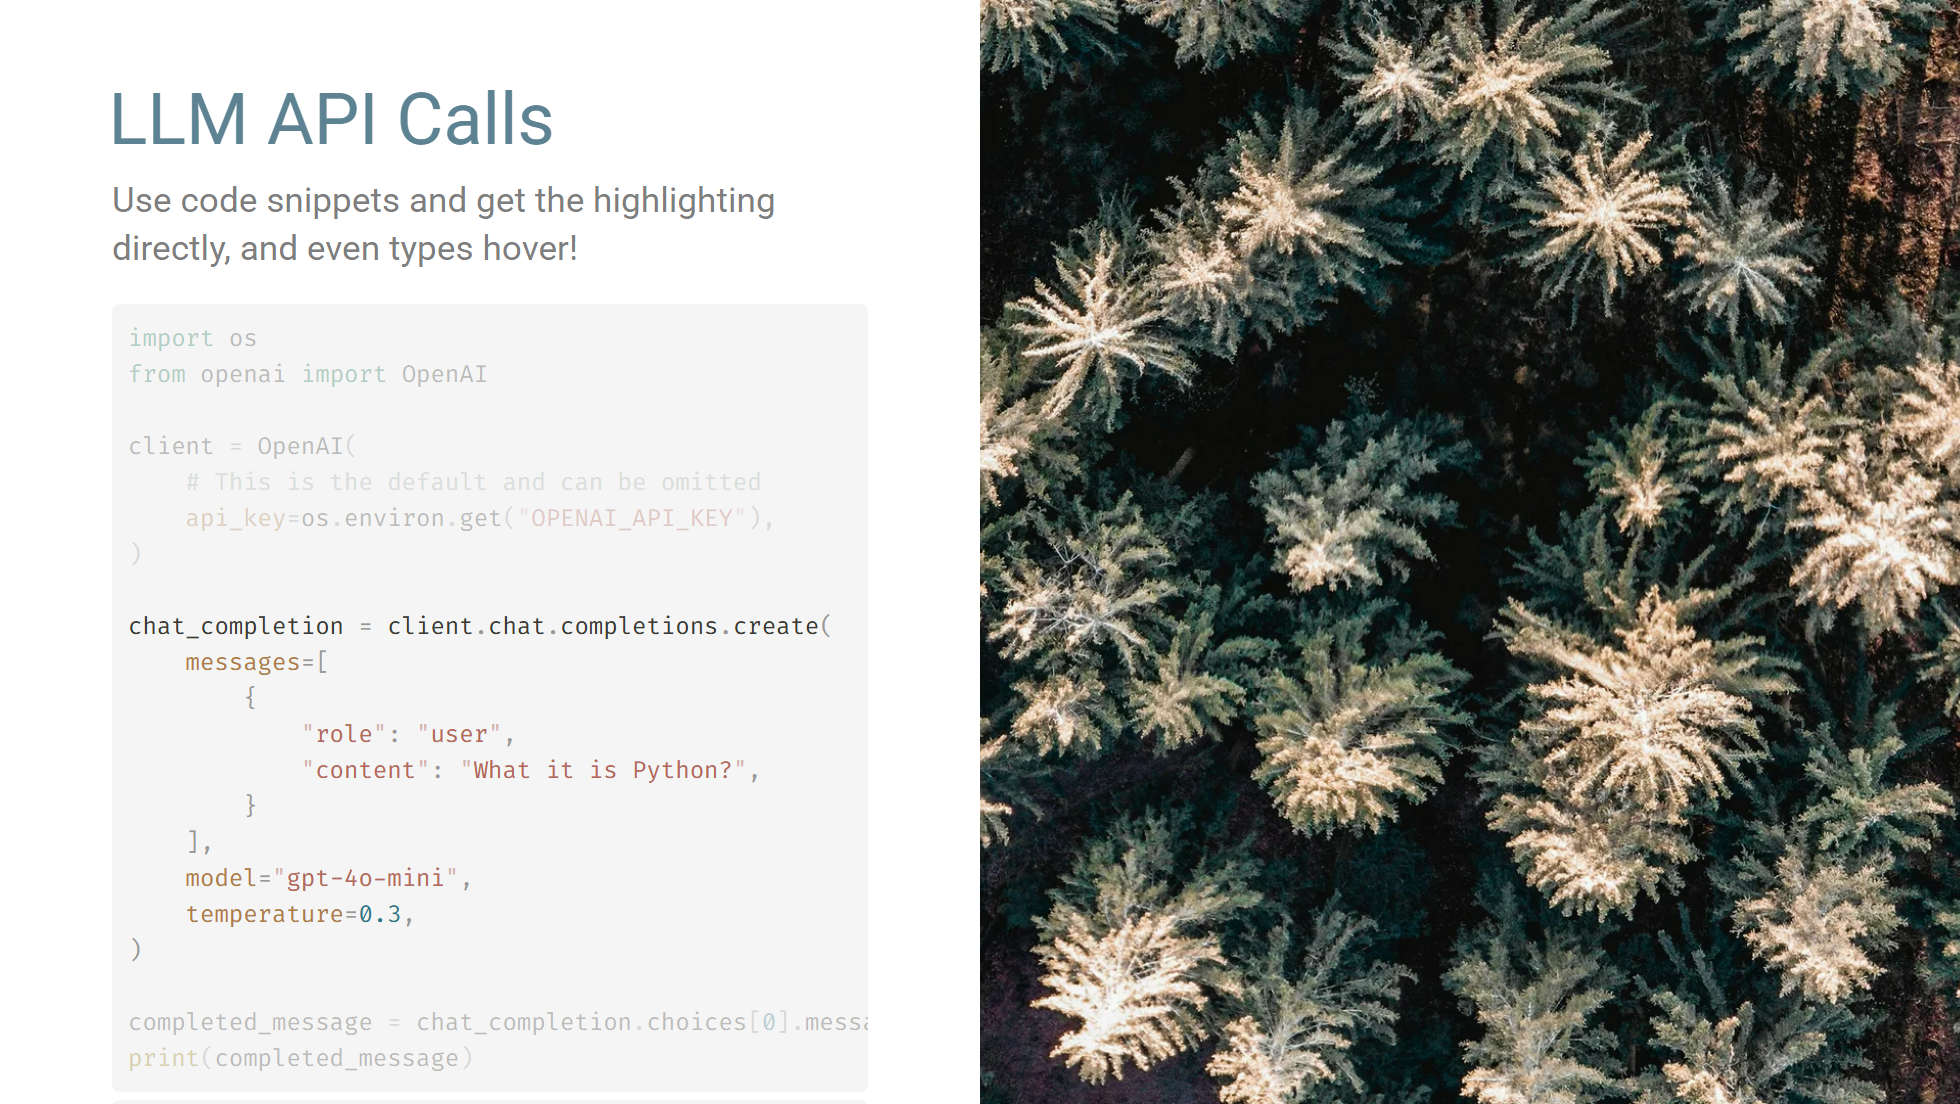 LLM API Calls
Use code snippets and get the highlighting
directly, and even types hover!
import os
from openai import OpenAI
client = OpenAI(
    # This is the default and can be omitted
    api_key=os.environ.get("OPENAI_API_KEY"),
)
chat_completion = client.chat.completions.create(
    messages=[
        {
            "role": "user",
            "content": "What it is Python?",
        }
    ],
    model="gpt-4o-mini",
    temperature=0.3,
)
completed_message = chat_completion.choices[0].messa
print(completed_message)